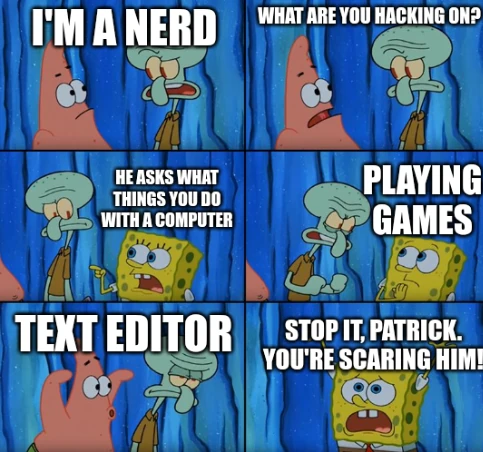 I'M A NERD
WHAT ARE YOU HACKING ON?
HE ASKS WHAT
THINGS YOU DO
WITH A COMPUTER
PLAYING
GAMES
TEXT EDITOR
STOP IT, PATRICK.
YOU'RE SCARING HIM!